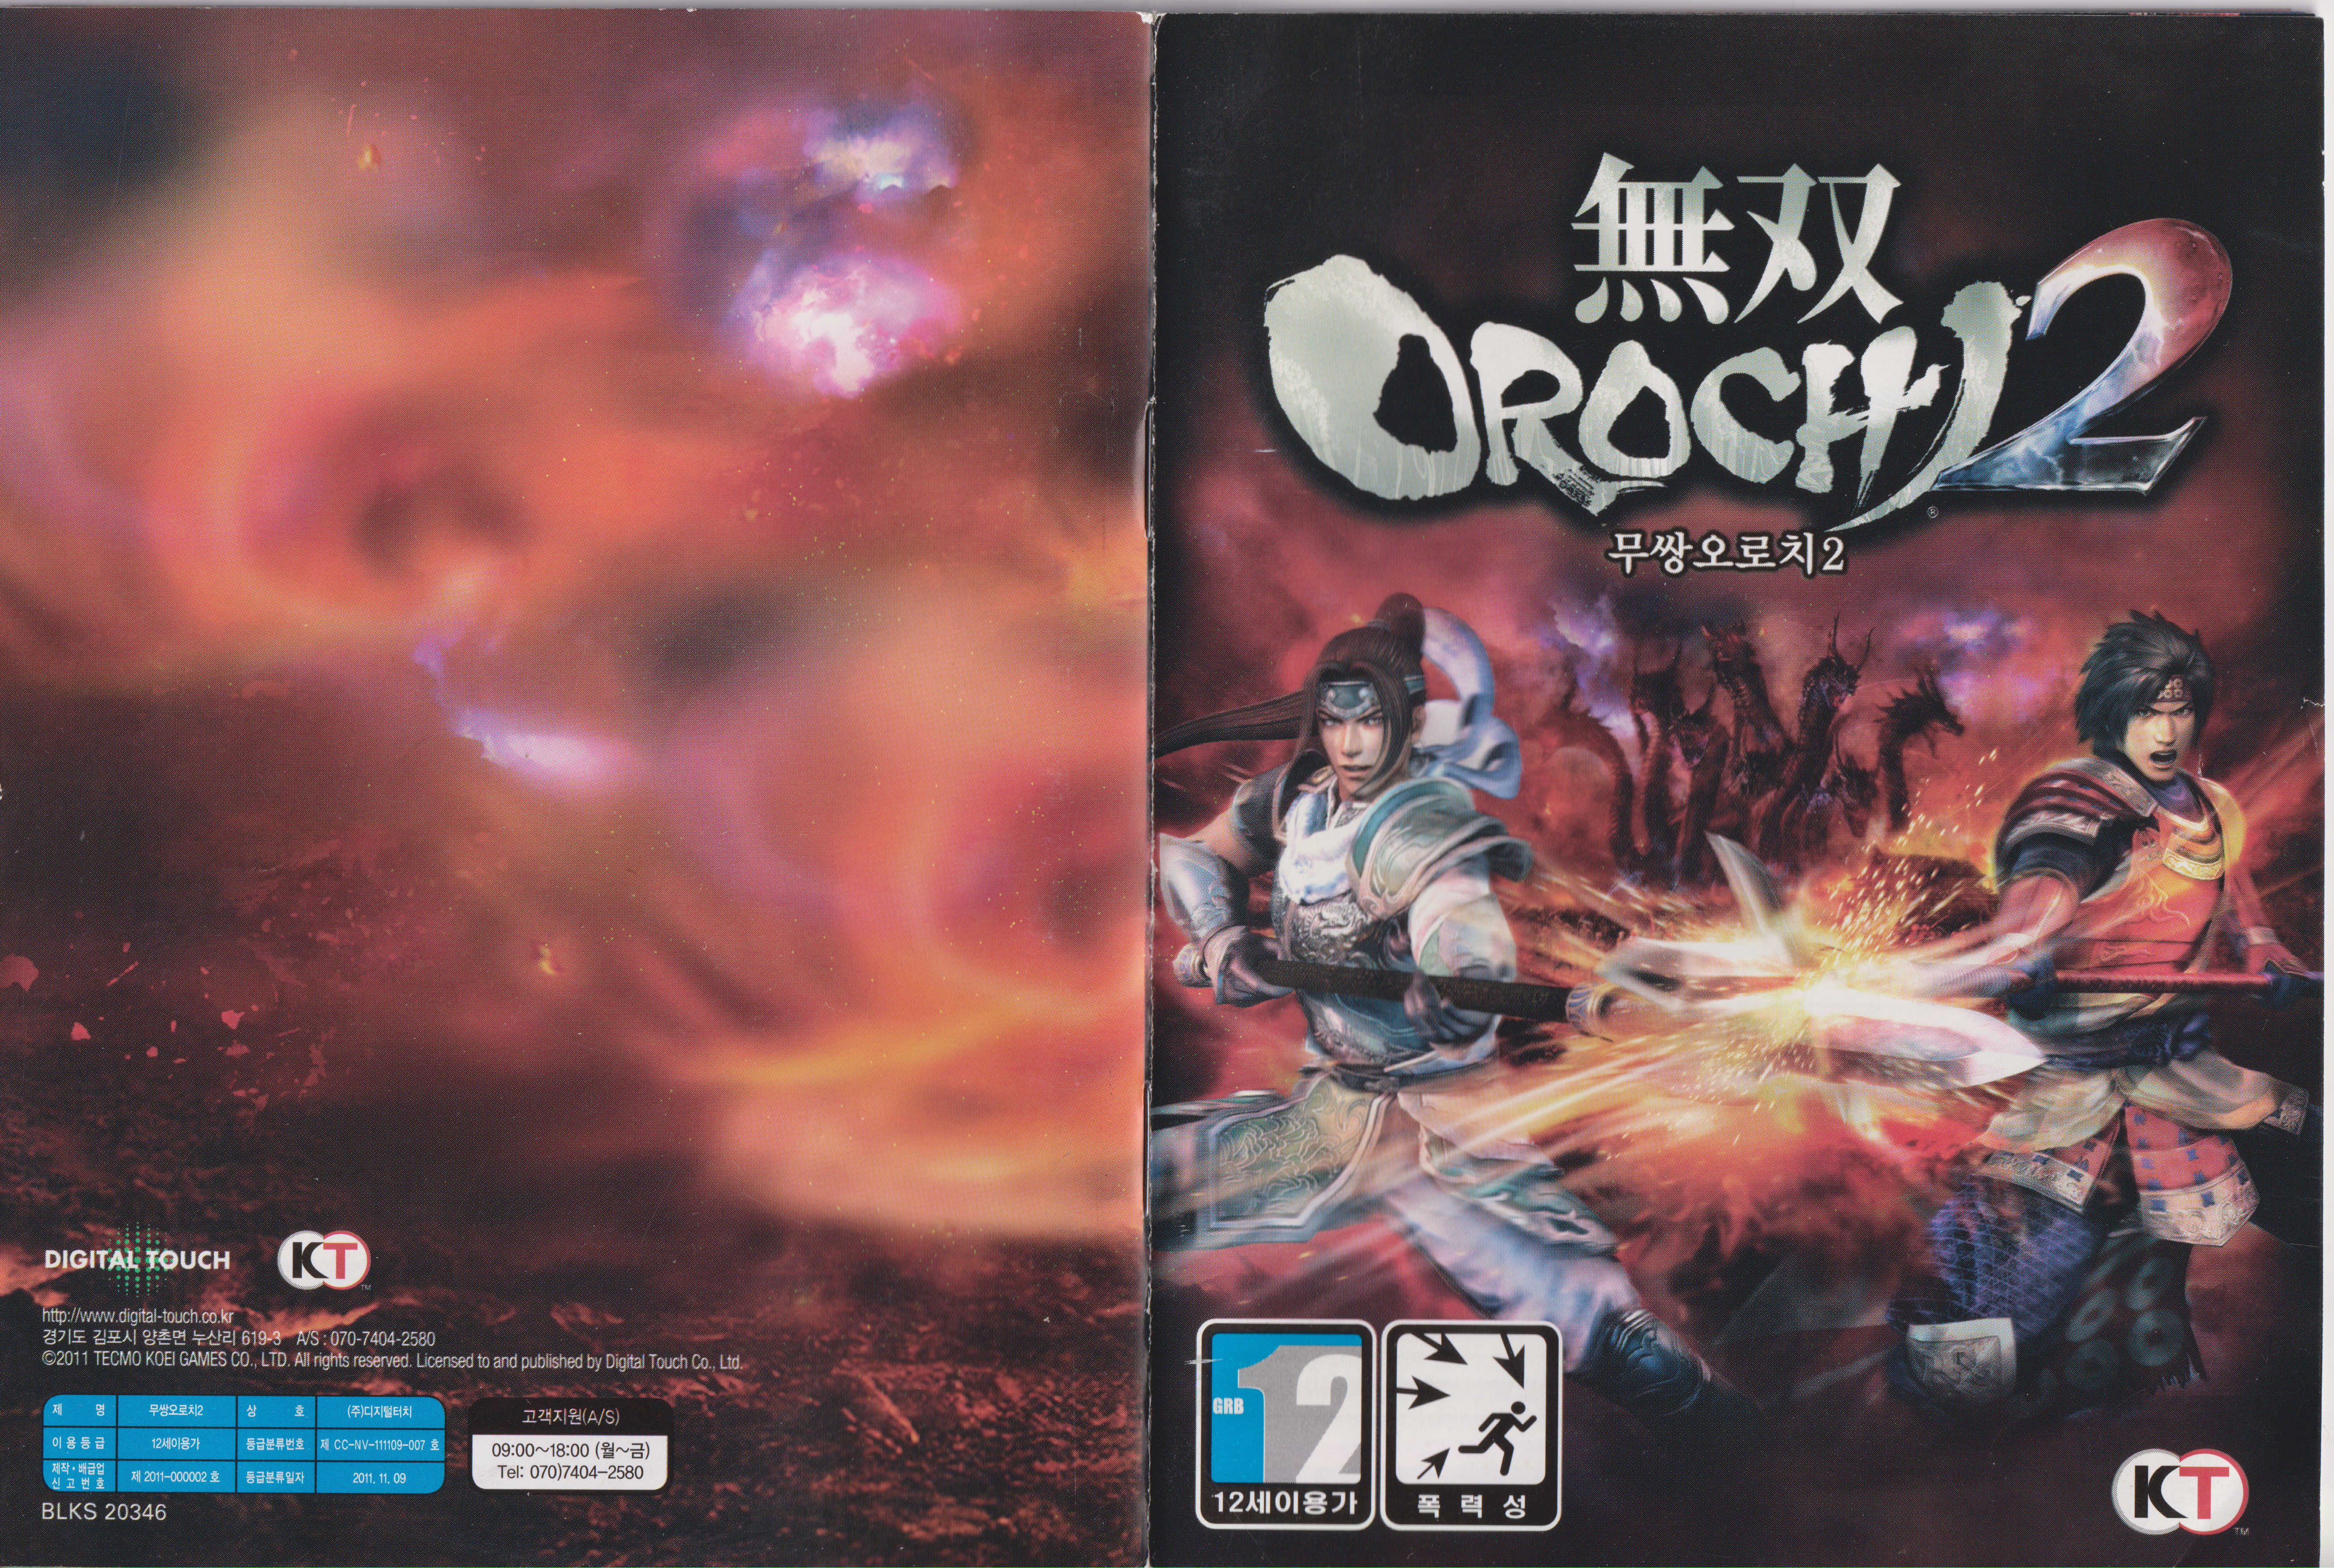 DIGITAL TOUCH
KT™
http://www.digital-touch.co.kr
경기도 김포시 양촌면 누산리 619-3 A/S : 070-7404-2580
©2011 TECMO KOEI GAMES CO., LTD. All rights reserved. Licensed to and published by Digital Touch Co., Ltd.
제 명 무쌍오로치2 상 호 (주)디지털터치
이 용 등 급 12세이용가 등급분류번호 제 CC-NV-111109-007 호
제작·배급업
신 고 번 호 제 2011-000002 호 등급분류일자 2011. 11. 09
고객지원(A/S)
09:00~18:00 (월~금)
Tel: 070)7404-2580
BLKS 20346
無双
OROCHI 2
®
무쌍오로치2
GRB
12
12세이용가
폭 력 성
KT™